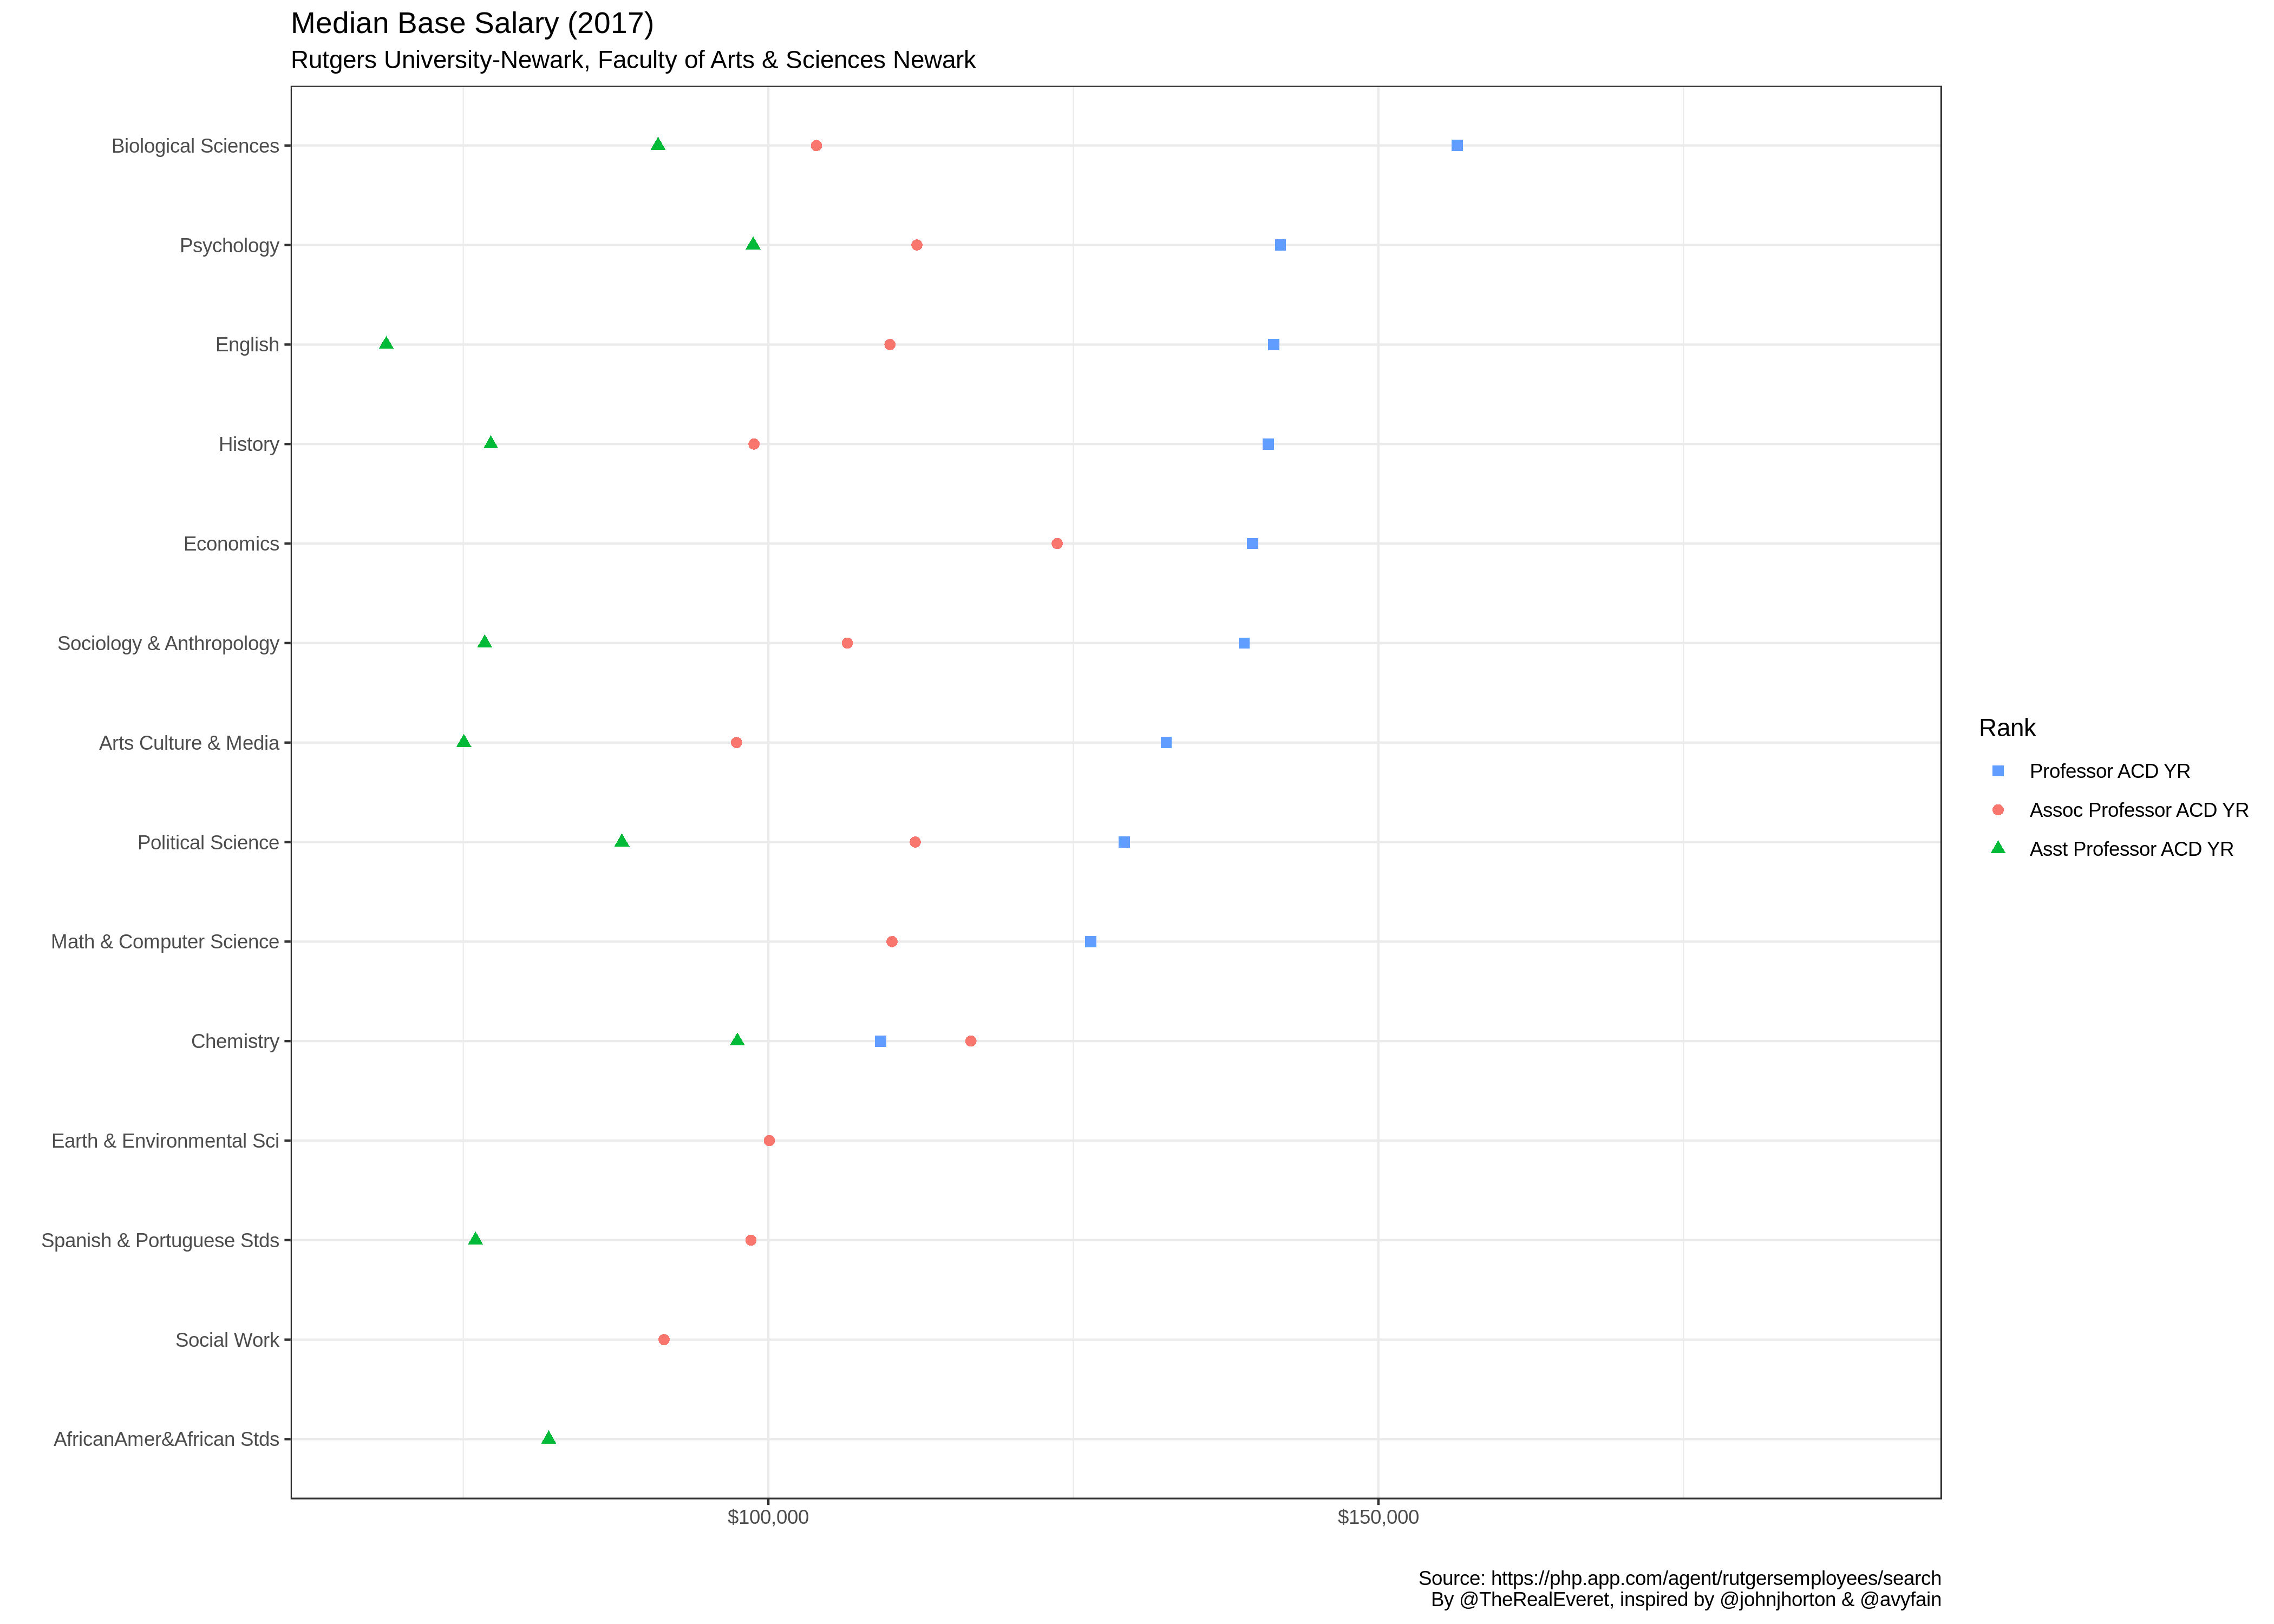 Median Base Salary (2017)
Rutgers University-Newark, Faculty of Arts & Sciences Newark
Biological Sciences
Psychology
English
History
Economics
Sociology & Anthropology
Arts Culture & Media
Political Science
Math & Computer Science
Chemistry
Earth & Environmental Sci
Spanish & Portuguese Stds
Social Work
AfricanAmer&African Stds
$100,000
$150,000
Rank
Professor ACD YR
Assoc Professor ACD YR
Asst Professor ACD YR
Source: https://php.app.com/agent/rutgersemployees/search
By @TheRealEveret, inspired by @johnjhorton & @avyfain